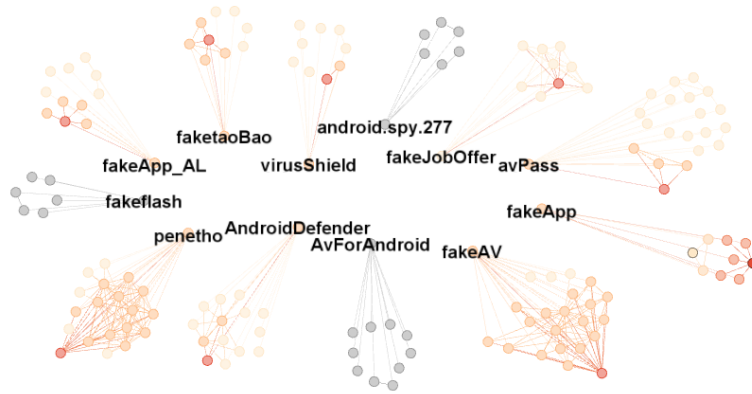 android.spy.277
faketaoBao
fakeApp_AL
virusShield
fakeJobOffer
avPass
fakeflash
fakeApp
penetho
AndroidDefender
AvForAndroid
fakeAV